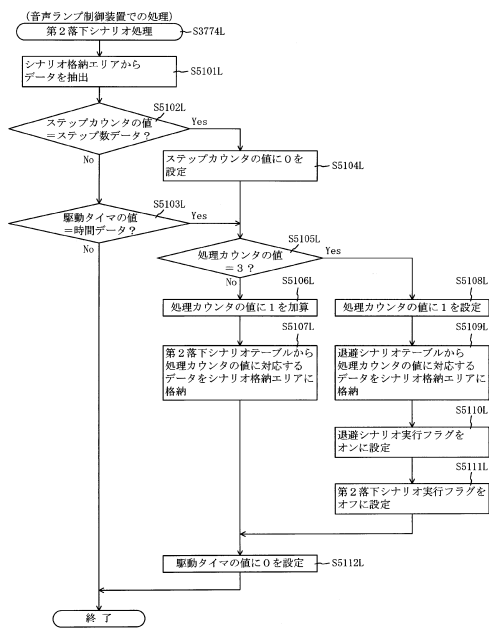 (音声ランプ制御装置での処理)
第2落下シナリオ処理
S3774L
シナリオ格納エリアから
データを抽出
S5101L
S5102L
ステップカウンタの値
=ステップ数データ?
Yes
No
ステップカウンタの値に0を
設定
S5104L
S5103L
駆動タイマの値
=時間データ?
Yes
No
S5105L
処理カウンタの値
=3?
Yes
No
S5106L
処理カウンタの値に1を加算
S5108L
処理カウンタの値に1を設定
S5107L
第2落下シナリオテーブルから
処理カウンタの値に対応する
データをシナリオ格納エリアに
格納
S5109L
退避シナリオテーブルから
処理カウンタの値に対応する
データをシナリオ格納エリアに
格納
S5110L
退避シナリオ実行フラグを
オンに設定
S5111L
第2落下シナリオ実行フラグを
オフに設定
駆動タイマの値に0を設定
S5112L
終了